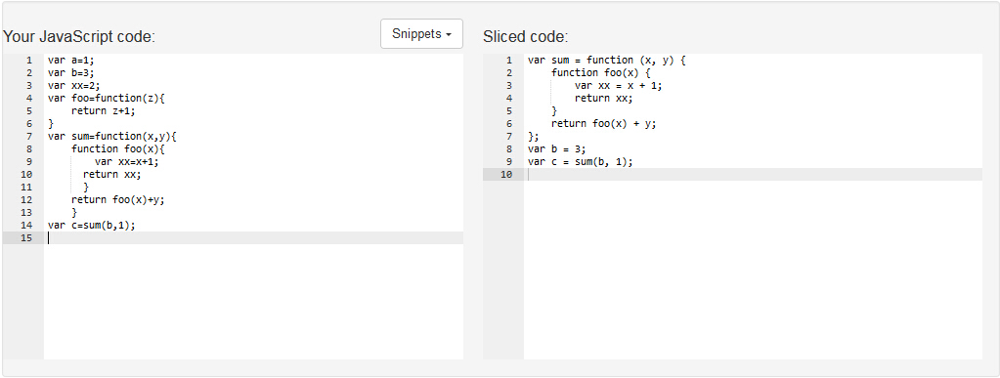 Your JavaScript code:
Snippets
1 var a=1;
2 var b=3;
3 var xx=2;
4 var foo=function(z){
5     return z+1;
6 }
7 var sum=function(x,y){
8     function foo(x){
9         var xx=x+1;
10       return xx;
11       }
12     return foo(x)+y;
13     }
14 var c=sum(b,1);
15
Sliced code:
1 var sum = function (x, y) {
2     function foo(x) {
3         var xx = x + 1;
4         return xx;
5     }
6     return foo(x) + y;
7 };
8 var b = 3;
9 var c = sum(b, 1);
10